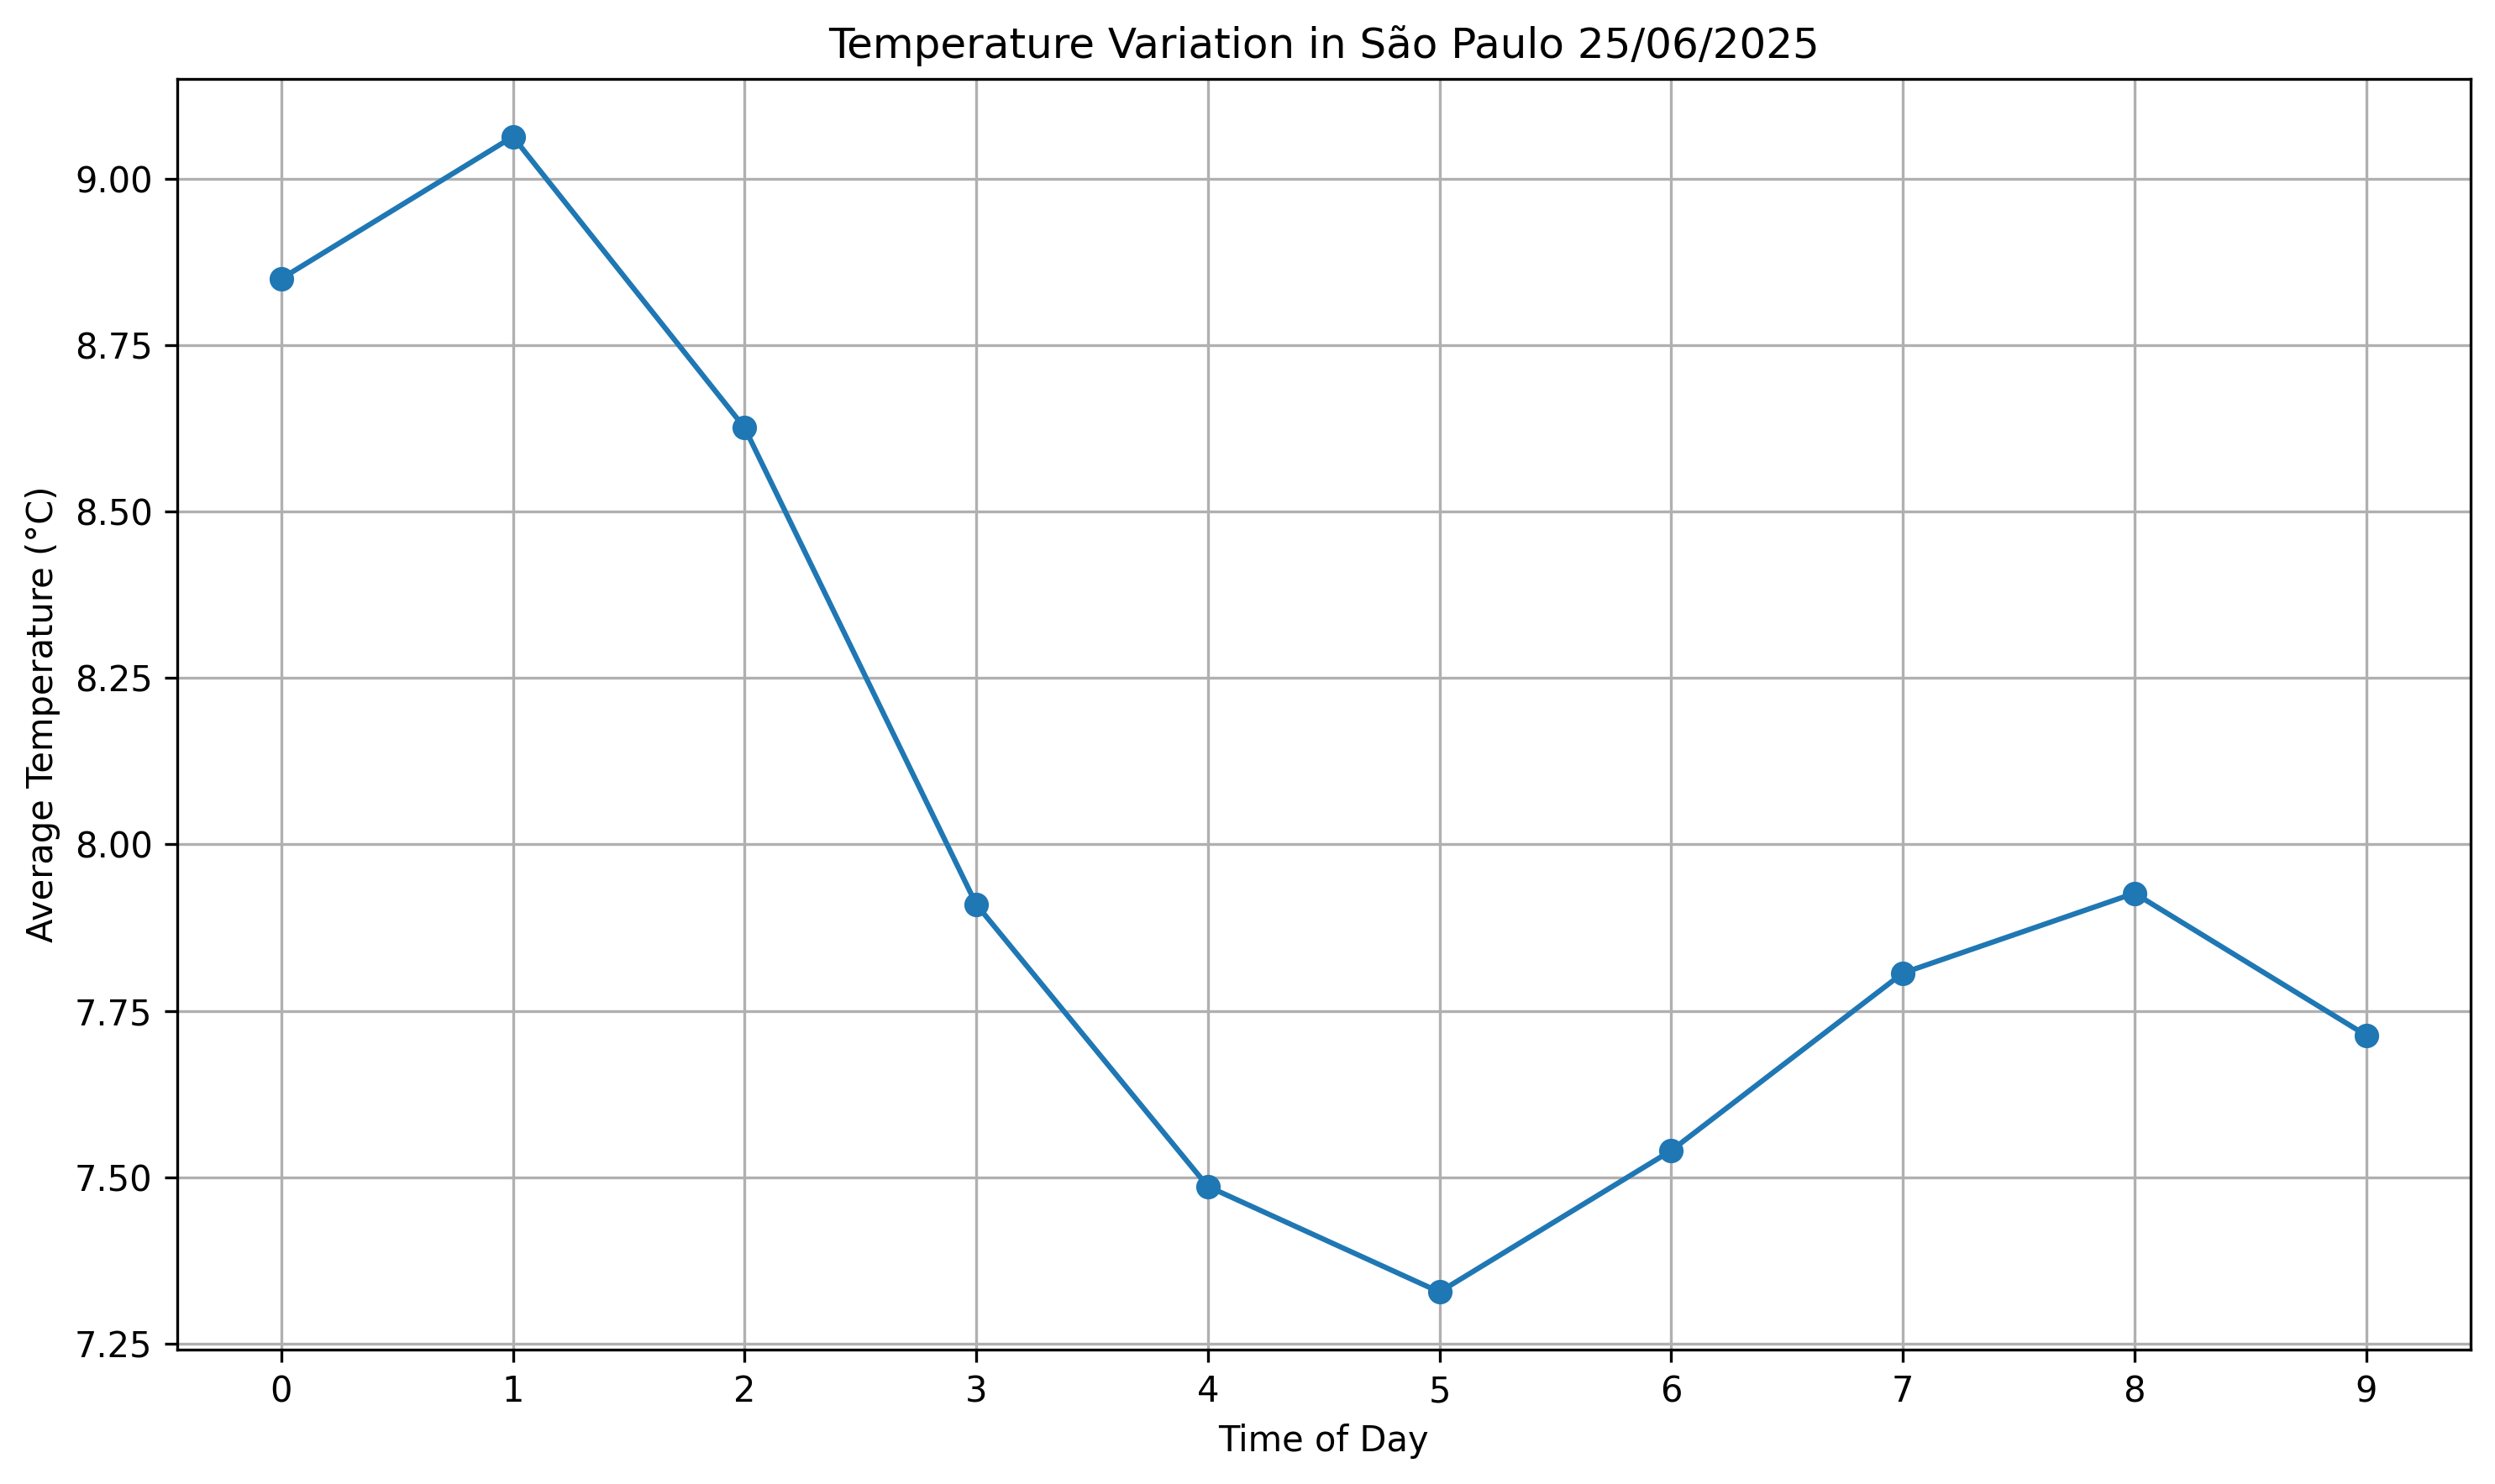 Temperature Variation in São Paulo 25/06/2025
Average Temperature (°C)
9.00
8.75
8.50
8.25
8.00
7.75
7.50
7.25
0 1 2 3 4 5 6 7 8 9
Time of Day